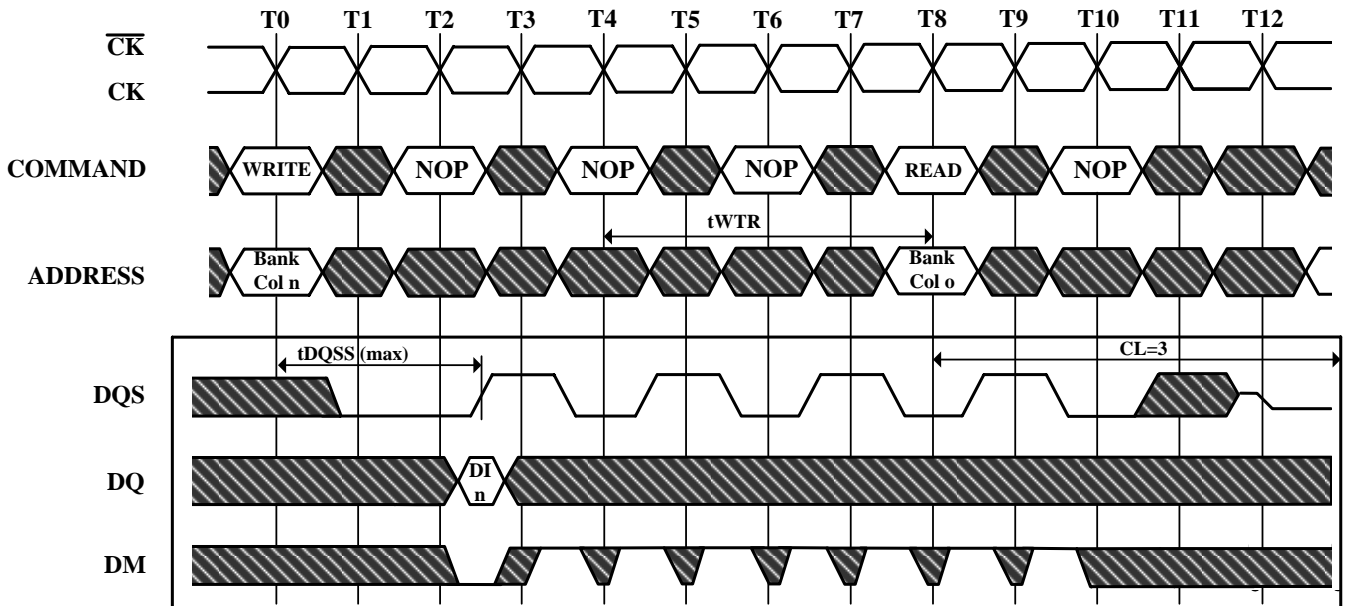 T0 T1 T2 T3 T4 T5 T6 T7 T8 T9 T10 T11 T12
CK
CK
COMMAND
WRITE NOP NOP NOP READ NOP
tWTR
ADDRESS
Bank
Col n
Bank
Col o
tDQSS (max)
CL=3
DQS
DQ
DI
n
DM